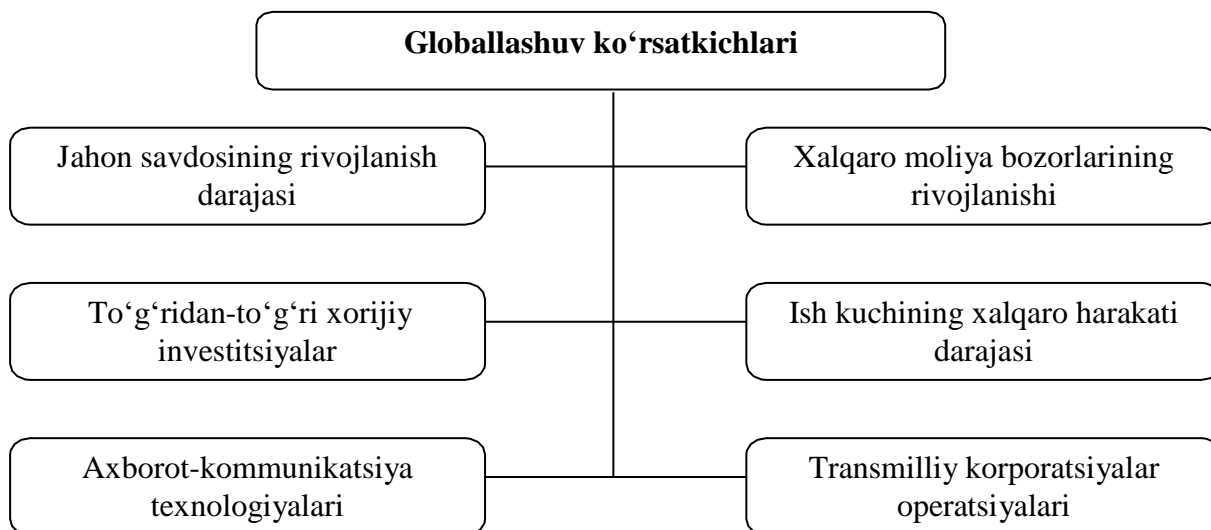 Globallashuv ko‘rsatkichlari
Jahon savdosining rivojlanish
darajasi
Xalqaro moliya bozorlarining
rivojlanishi
To‘g‘ridan-to‘g‘ri xorijiy
investitsiyalar
Ish kuchining xalqaro harakati
darajasi
Axborot-kommunikatsiya
texnologiyalari
Transmilliy korporatsiyalar
operatsiyalari